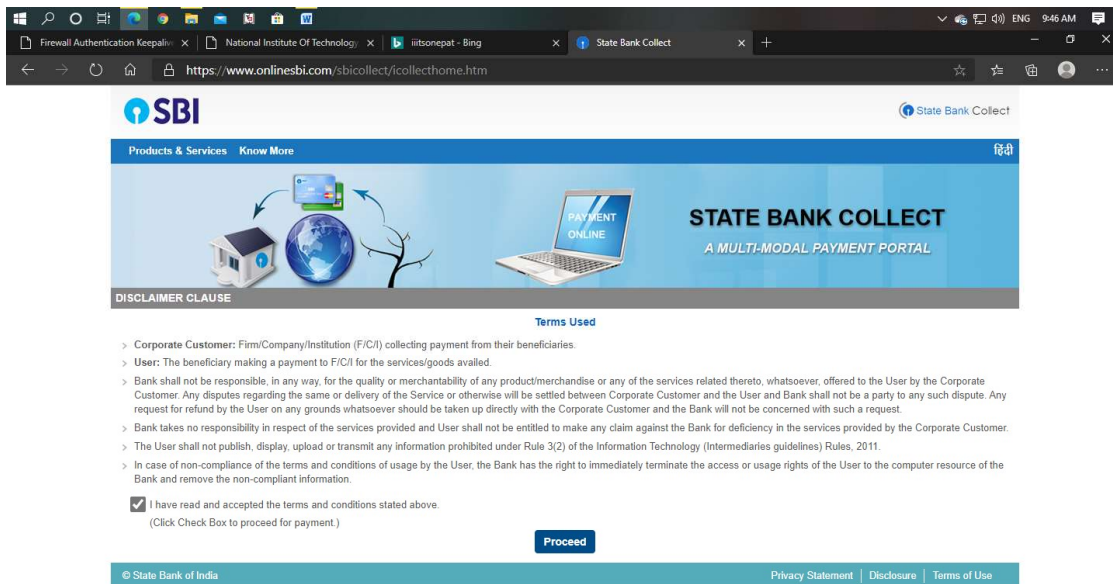 ENG 9:46 AM
Firewall Authentication Keepaliv
National Institute Of Technology
iiitsonepat - Bing
State Bank Collect
https://www.onlinesbi.com/sbicollect/icollecthome.htm
SBI
State Bank Collect
Products & Services Know More हिंदी
PAYMENT
ONLINE
STATE BANK COLLECT
A MULTI-MODAL PAYMENT PORTAL
DISCLAIMER CLAUSE
Terms Used
Corporate Customer: Firm/Company/Institution (F/C/I) collecting payment from their beneficiaries.
User: The beneficiary making a payment to F/C/I for the services/goods availed.
Bank shall not be responsible, in any way, for the quality or merchantability of any product/merchandise or any of the services related thereto, whatsoever, offered to the User by the Corporate
Customer. Any disputes regarding the same or delivery of the Service or otherwise will be settled between Corporate Customer and the User and Bank shall not be a party to any such dispute. Any
request for refund by the User on any grounds whatsoever should be taken up directly with the Corporate Customer and the Bank will not be concerned with such a request.
Bank takes no responsibility in respect of the services provided and User shall not be entitled to make any claim against the Bank for deficiency in the services provided by the Corporate Customer.
The User shall not publish, display, upload or transmit any information prohibited under Rule 3(2) of the Information Technology (Intermediaries guidelines) Rules, 2011.
In case of non-compliance of the terms and conditions of usage by the User, the Bank has the right to immediately terminate the access or usage rights of the User to the computer resource of the
Bank and remove the non-compliant information.
I have read and accepted the terms and conditions stated above.
(Click Check Box to proceed for payment.)
Proceed
© State Bank of India
Privacy Statement | Disclosure | Terms of Use